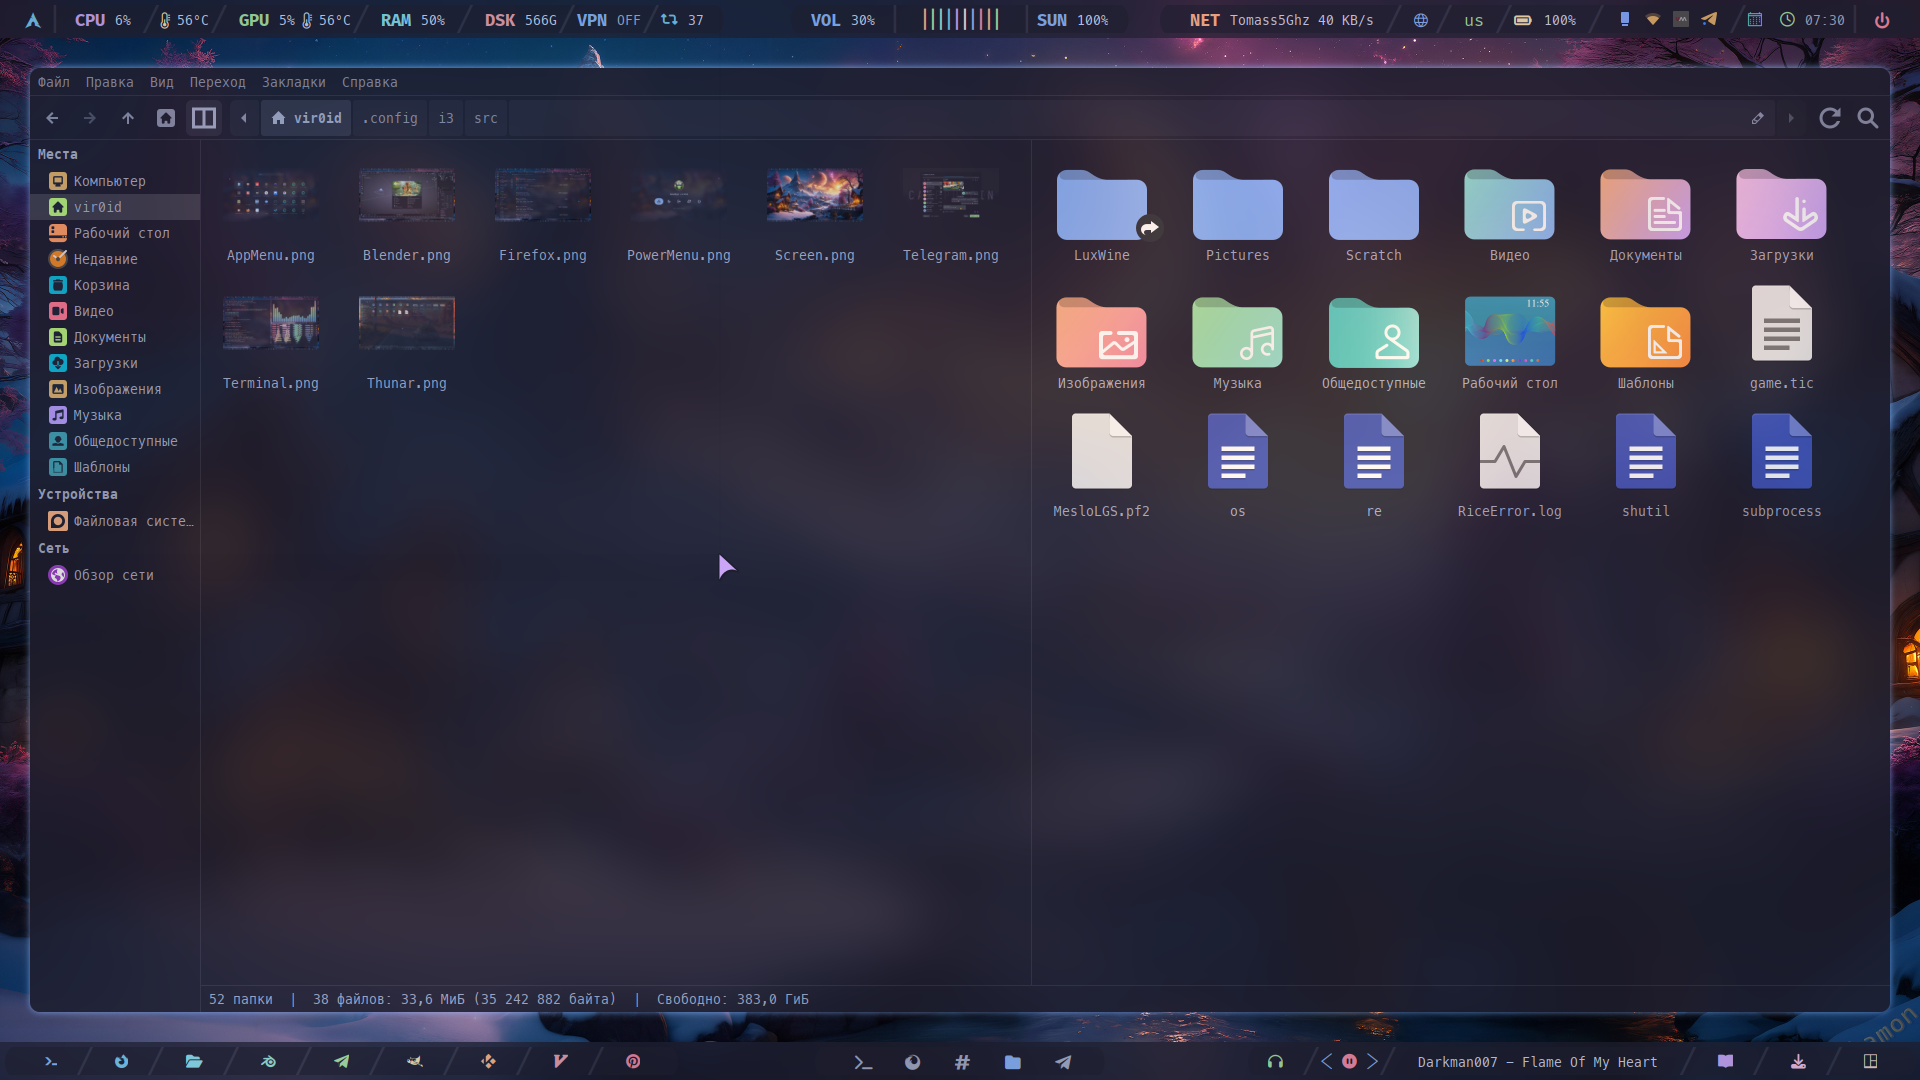 CPU 6% 56°C GPU 5% 56°C RAM 50% DSK 566G VPN OFF 37 VOL 30% SUN 100% NET Tomass5Ghz 40 KB/s us 100% 07:30
Файл Правка Вид Переход Закладки Справка
vir0id .config i3 src
Места
Компьютер
vir0id
Рабочий стол
Недавние
Корзина
Видео
Документы
Загрузки
Изображения
Музыка
Общедоступные
Шаблоны
Устройства
Файловая систе…
Сеть
Обзор сети
AppMenu.png Blender.png Firefox.png PowerMenu.png Screen.png Telegram.png
Terminal.png Thunar.png
LuxWine Pictures Scratch Видео Документы Загрузки
11:55
Изображения Музыка Общедоступные Рабочий стол Шаблоны game.tic
MesloLGS.pf2 os re RiceError.log shutil subprocess
52 папки | 38 файлов: 33,6 МиБ (35 242 882 байта) | Свободно: 383,0 ГиБ
amon
Darkman007 – Flame Of My Heart